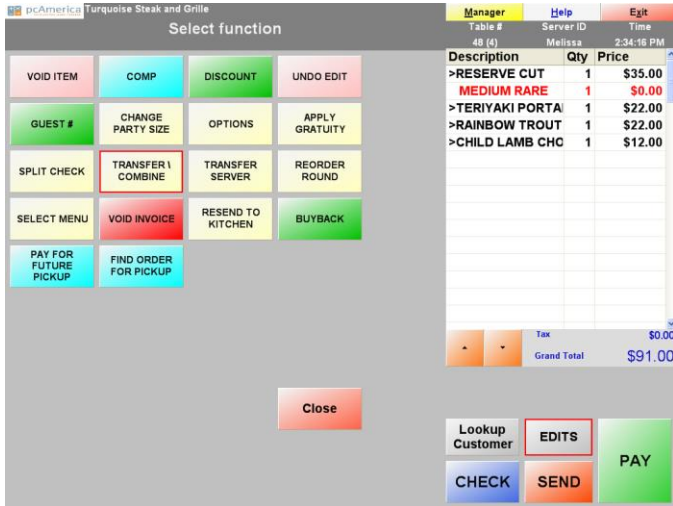 pcAmerica Turquoise Steak and Grille
Select function
VOID ITEM
COMP
DISCOUNT
UNDO EDIT
GUEST #
CHANGE
PARTY SIZE
OPTIONS
APPLY
GRATUITY
SPLIT CHECK
TRANSFER \
COMBINE
TRANSFER
SERVER
REORDER
ROUND
SELECT MENU
VOID INVOICE
RESEND TO
KITCHEN
BUYBACK
PAY FOR
FUTURE
PICKUP
FIND ORDER
FOR PICKUP
Close
Manager Help Exit
Table # Server ID Time
48 (4) Melissa 2:34:16 PM
Description Qty Price
>RESERVE CUT 1 $35.00
MEDIUM RARE 1 $0.00
>TERIYAKI PORTA 1 $22.00
>RAINBOW TROUT 1 $22.00
>CHILD LAMB CHO 1 $12.00
Tax $0.00
Grand Total $91.00
Lookup
Customer
EDITS
PAY
CHECK
SEND